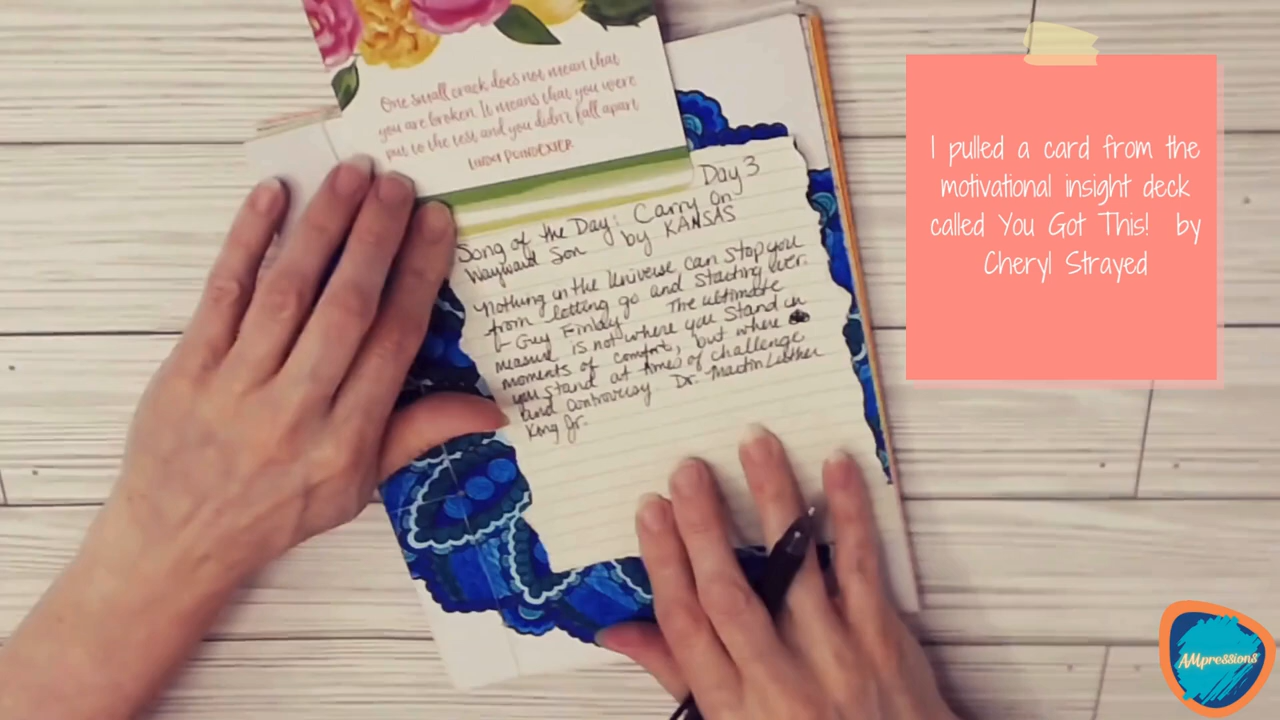 One small crack does not mean that
you are broken. It means that you were
put to the test and you didn't fall apart
LINDA POINDEXTER
Day 3
Song of the Day: Carry on
Wayward Son by KANSAS
Nothing in the Universe can stop you
from letting go and starting over.
- Guy Finlay The ultimate
measure is not where you stand in
moments of comfort, but where
you stand at times of challenge
and controversy Dr. Martin Luther
King Jr.
I pulled a card from the
motivational insight deck
called You Got This! by
Cheryl Strayed
AMpressions